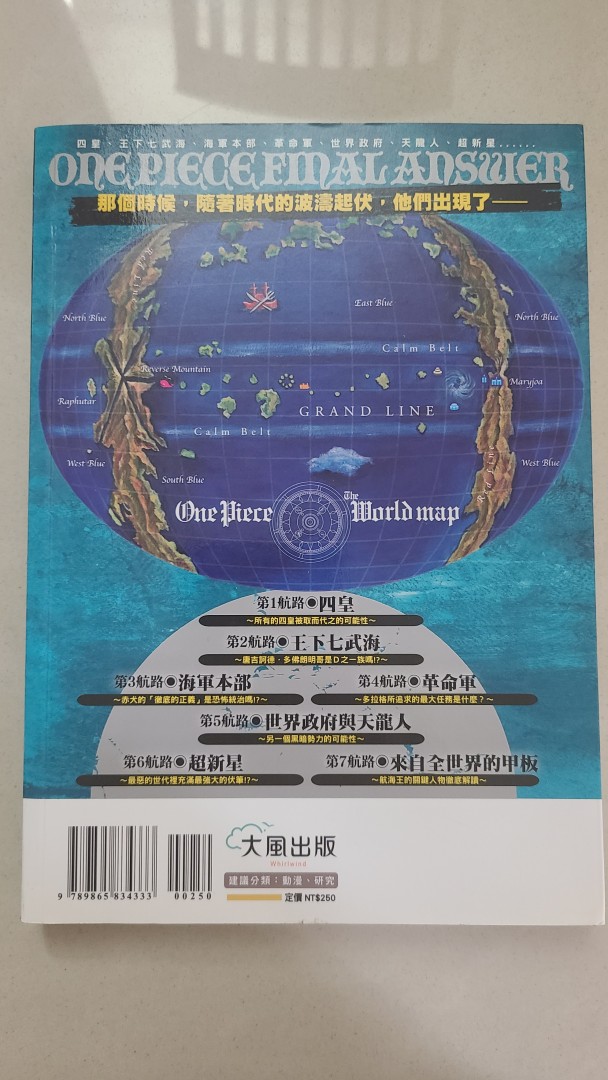 四皇、王下七武海、海軍本部、革命軍、世界政府、天龍人、超新星……
ONE PIECE FINAL ANSWER
那個時候，隨著時代的波濤起伏，他們出現了——
Red Line
East Blue
North Blue
North Blue
Calm Belt
Reverse Mountain
Maryjoa
Raphutar
GRAND LINE
Calm Belt
West Blue
West Blue
South Blue
Red Line
One Piece The World map
第1航路◉四皇
～所有的四皇被取而代之的可能性～
第2航路◉王下七武海
～唐吉訶德・多佛朗明哥是D之一族嗎!?～
第3航路◉海軍本部
～赤犬的「徹底的正義」是恐怖統治嗎!?～
第4航路◉革命軍
～多拉格所追求的最大任務是什麼？～
第5航路◉世界政府與天龍人
～另一個黑暗勢力的可能性～
第6航路◉超新星
～最惡的世代裡充滿最強大的伏筆!?～
第7航路◉來自全世界的甲板
～航海王的關鍵人物徹底解讀～
大風出版
Whirlwind
建議分類：動漫、研究
定價 NT$250
9 789865 834333
00250